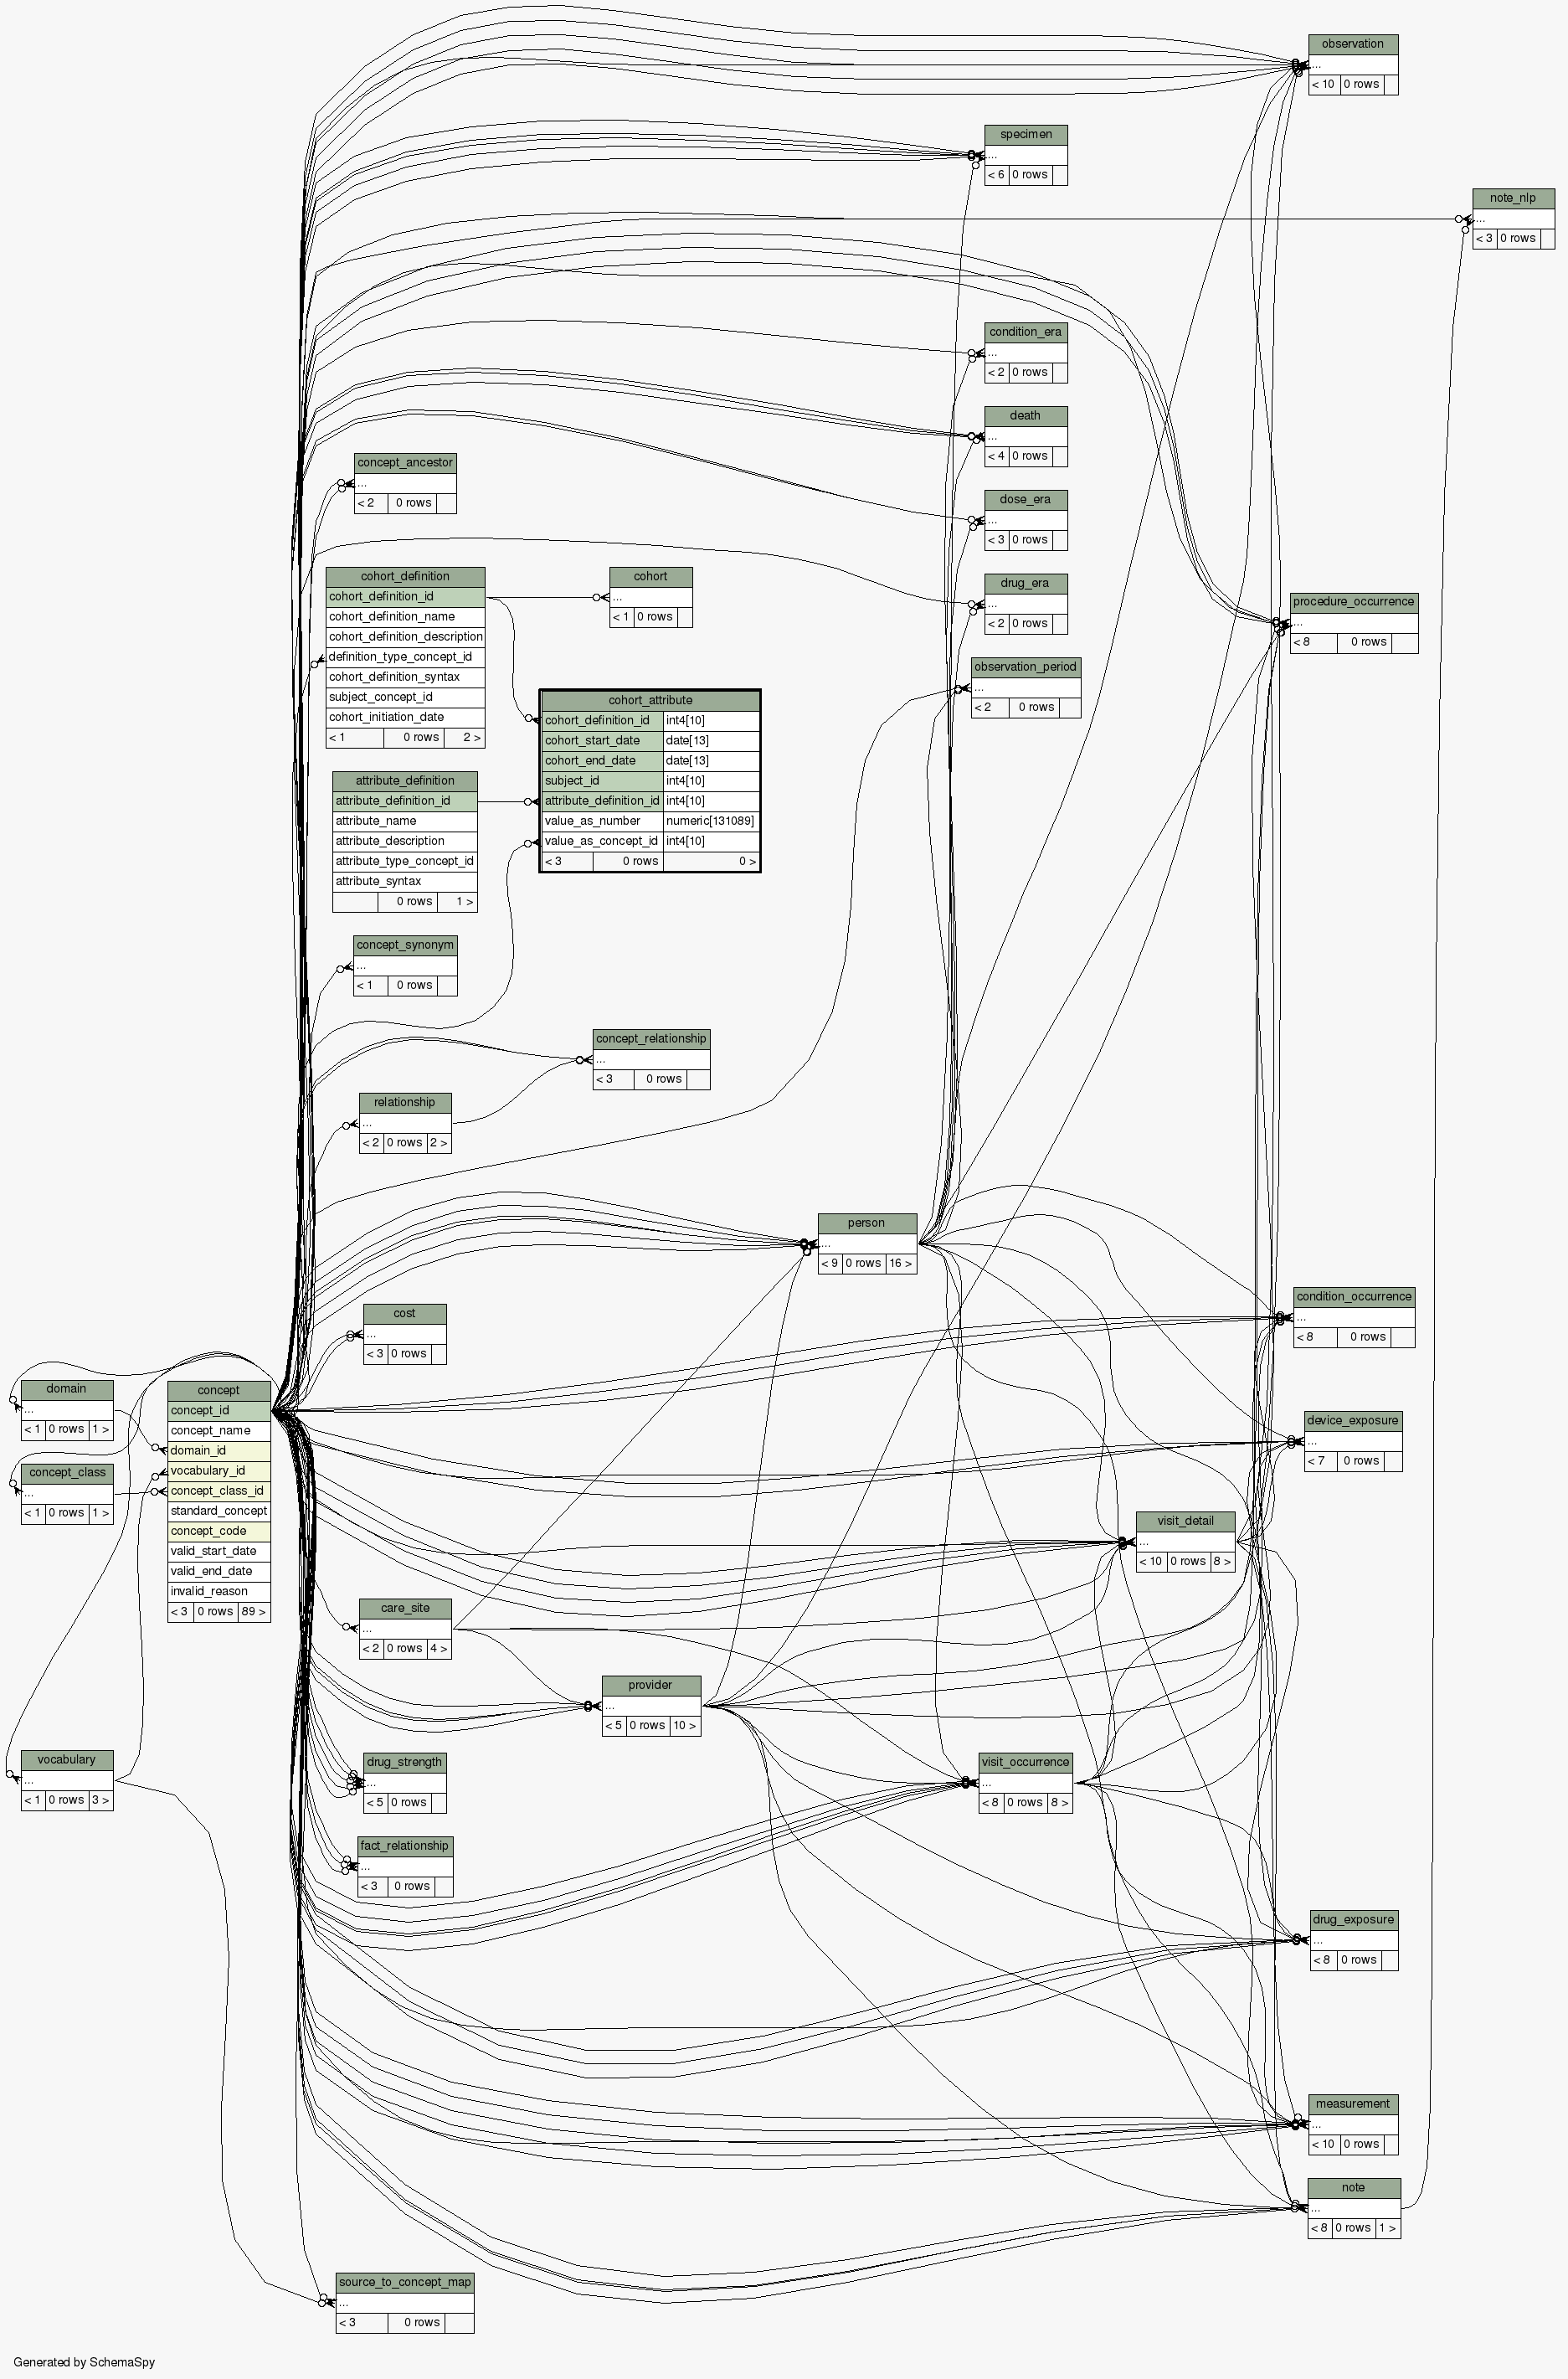 observation
...
< 10 0 rows
specimen
...
< 6 0 rows
note_nlp
...
< 3 0 rows
condition_era
...
< 2 0 rows
death
...
< 4 0 rows
concept_ancestor
...
< 2 0 rows
dose_era
...
< 3 0 rows
cohort_definition
cohort_definition_id
cohort_definition_name
cohort_definition_description
definition_type_concept_id
cohort_definition_syntax
subject_concept_id
cohort_initiation_date
< 1 0 rows 2 >
cohort
...
< 1 0 rows
drug_era
...
< 2 0 rows
procedure_occurrence
...
< 8 0 rows
observation_period
...
< 2 0 rows
cohort_attribute
cohort_definition_id int4[10]
cohort_start_date date[13]
cohort_end_date date[13]
subject_id int4[10]
attribute_definition_id int4[10]
value_as_number numeric[131089]
value_as_concept_id int4[10]
< 3 0 rows 0 >
attribute_definition
attribute_definition_id
attribute_name
attribute_description
attribute_type_concept_id
attribute_syntax
0 rows 1 >
concept_synonym
...
< 1 0 rows
concept_relationship
...
< 3 0 rows
relationship
...
< 2 0 rows 2 >
person
...
< 9 0 rows 16 >
condition_occurrence
...
< 8 0 rows
cost
...
< 3 0 rows
domain
...
< 1 0 rows 1 >
concept
concept_id
concept_name
domain_id
vocabulary_id
concept_class_id
standard_concept
concept_code
valid_start_date
valid_end_date
invalid_reason
< 3 0 rows 89 >
concept_class
...
< 1 0 rows 1 >
device_exposure
...
< 7 0 rows
visit_detail
...
< 10 0 rows 8 >
care_site
...
< 2 0 rows 4 >
provider
...
< 5 0 rows 10 >
vocabulary
...
< 1 0 rows 3 >
drug_strength
...
< 5 0 rows
visit_occurrence
...
< 8 0 rows 8 >
fact_relationship
...
< 3 0 rows
drug_exposure
...
< 8 0 rows
measurement
...
< 10 0 rows
note
...
< 8 0 rows 1 >
source_to_concept_map
...
< 3 0 rows
Generated by SchemaSpy